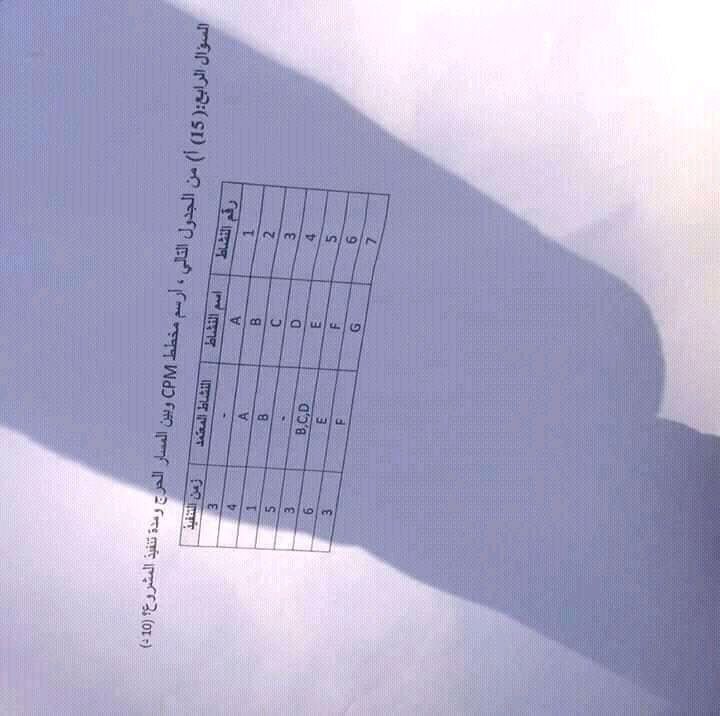 السؤال الرابع:( 15) أ) من الجدول التالي ، أرسم مخطط CPM وبين المسار الحرج ومدة تنفيذ المشروع؟ (10 د)
رقم النشاط اسم النشاط النشاط المعتمد زمن التنفيذ
1 A - 3
2 B A 4
3 C B 1
4 D - 5
5 E B,C,D 3
6 F E 6
7 G F 3